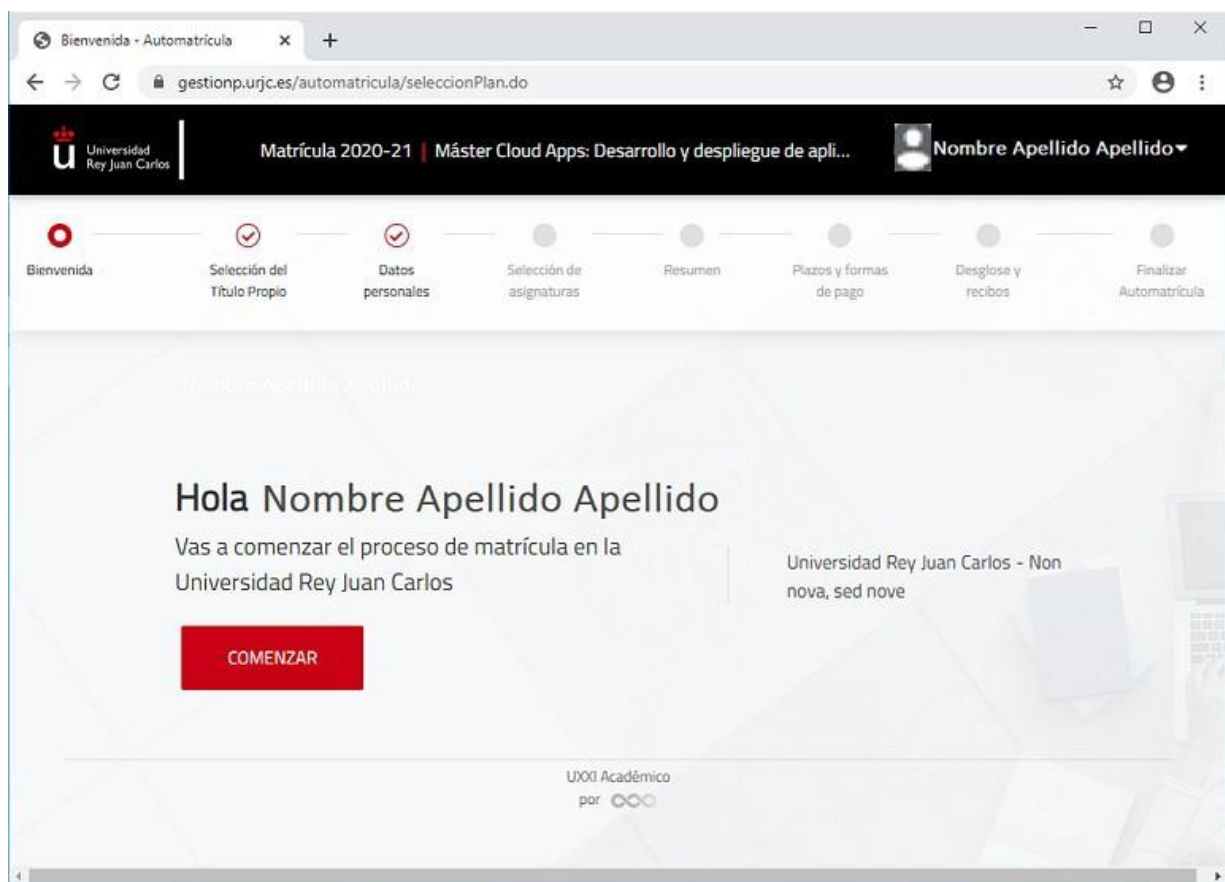 Bienvenida - Automatrícula
gestionp.urjc.es/automatricula/seleccionPlan.do
Universidad
Rey Juan Carlos
Matrícula 2020-21 | Máster Cloud Apps: Desarrollo y despliegue de apli...
Nombre Apellido Apellido
Bienvenida
Selección del
Título Propio
Datos
personales
Selección de
asignaturas
Resumen
Plazos y formas
de pago
Desglose y
recibos
Finalizar
Automatrícula
Nombre Apellido Apellido
Hola Nombre Apellido Apellido
Vas a comenzar el proceso de matrícula en la
Universidad Rey Juan Carlos
Universidad Rey Juan Carlos - Non
nova, sed nove
COMENZAR
UXXI Académico
por